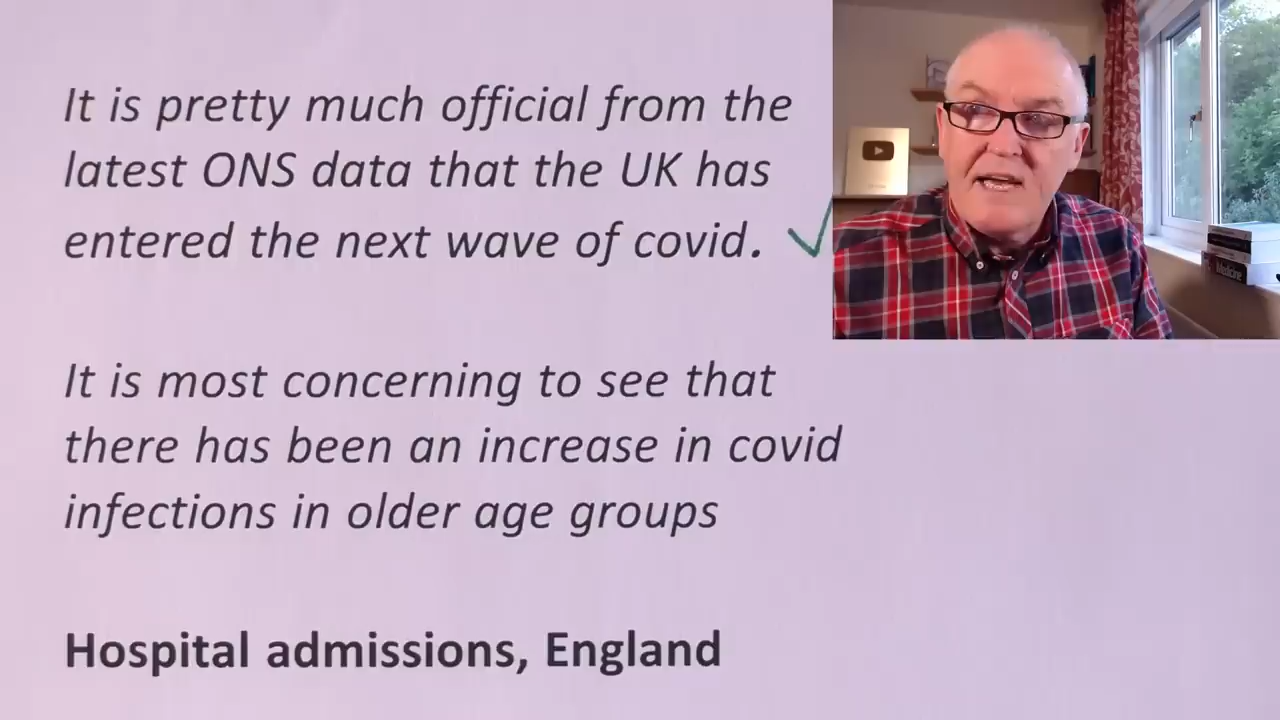 It is pretty much official from the
latest ONS data that the UK has
entered the next wave of covid.
It is most concerning to see that
there has been an increase in covid
infections in older age groups
Hospital admissions, England
Medicine